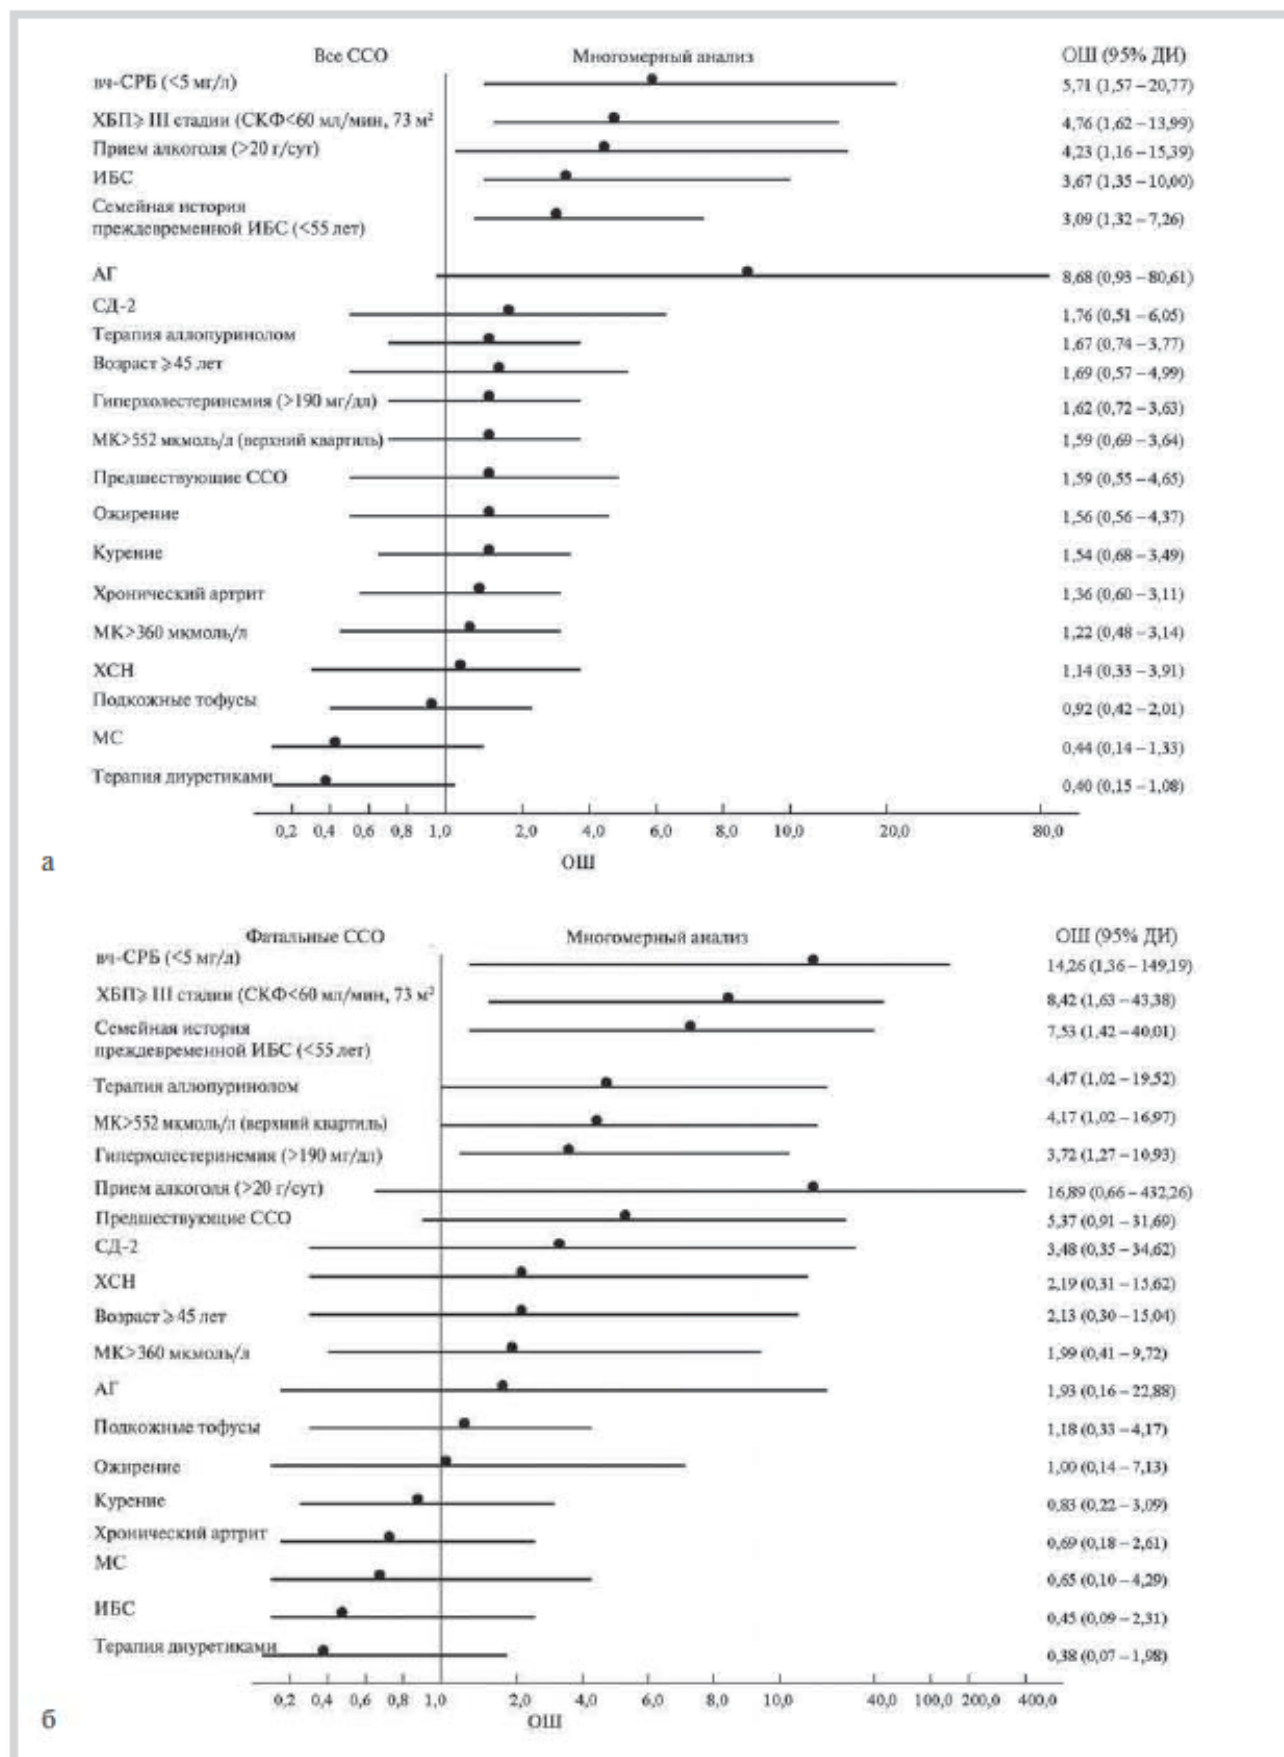 Все ССО Многомерный анализ ОШ (95% ДИ)
вч-СРБ (<5 мг/л) 5,71 (1,57 – 20,77)
ХБП⩾ III стадии (СКФ<60 мл/мин, 73 м² 4,76 (1,62 – 13,99)
Прием алкоголя (>20 г/сут) 4,23 (1,16 – 15,39)
ИБС 3,67 (1,35 – 10,00)
Семейная история
преждевременной ИБС (<55 лет) 3,09 (1,32 – 7,26)
АГ 8,68 (0,93 – 80,61)
СД-2 1,76 (0,51 – 6,05)
Терапия аллопуринолом 1,67 (0,74 – 3,77)
Возраст ⩾45 лет 1,69 (0,57 – 4,99)
Гиперхолестеринемия (>190 мг/дл) 1,62 (0,72 – 3,63)
МК>552 мкмоль/л (верхний квартиль) 1,59 (0,69 – 3,64)
Предшествующие ССО 1,59 (0,55 – 4,65)
Ожирение 1,56 (0,56 – 4,37)
Курение 1,54 (0,68 – 3,49)
Хронический артрит 1,36 (0,60 – 3,11)
МК>360 мкмоль/л 1,22 (0,48 – 3,14)
ХСН 1,14 (0,33 – 3,91)
Подкожные тофусы 0,92 (0,42 – 2,01)
МС 0,44 (0,14 – 1,33)
Терапия диуретиками 0,40 (0,15 – 1,08)
0,2 0,4 0,6 0,8 1,0 2,0 4,0 6,0 8,0 10,0 20,0 80,0
а ОШ
Фатальные ССО Многомерный анализ ОШ (95% ДИ)
вч-СРБ (<5 мг/л) 14,26 (1,36 – 149,19)
ХБП⩾ III стадии (СКФ<60 мл/мин, 73 м² 8,42 (1,63 – 43,38)
Семейная история 7,53 (1,42 – 40,01)
преждевременной ИБС (<55 лет)
Терапия аллопуринолом 4,47 (1,02 – 19,52)
МК>552 мкмоль/л (верхний квартиль) 4,17 (1,02 – 16,97)
Гиперхолестеринемия (>190 мг/дл) 3,72 (1,27 – 10,93)
Прием алкоголя (>20 г/сут) 16,89 (0,66 – 432,26)
Предшествующие ССО 5,37 (0,91 – 31,69)
СД-2 3,48 (0,35 – 34,62)
ХСН 2,19 (0,31 – 15,62)
Возраст ⩾45 лет 2,13 (0,30 – 15,04)
МК>360 мкмоль/л 1,99 (0,41 – 9,72)
АГ 1,93 (0,16 – 22,88)
Подкожные тофусы 1,18 (0,33 – 4,17)
Ожирение 1,00 (0,14 – 7,13)
Курение 0,83 (0,22 – 3,09)
Хронический артрит 0,69 (0,18 – 2,61)
МС 0,65 (0,10 – 4,29)
ИБС 0,45 (0,09 – 2,31)
Терапия диуретиками 0,38 (0,07 – 1,98)
0,2 0,4 0,6 0,8 1,0 2,0 4,0 6,0 8,0 10,0 40,0 100,0 200,0 400,0
б ОШ